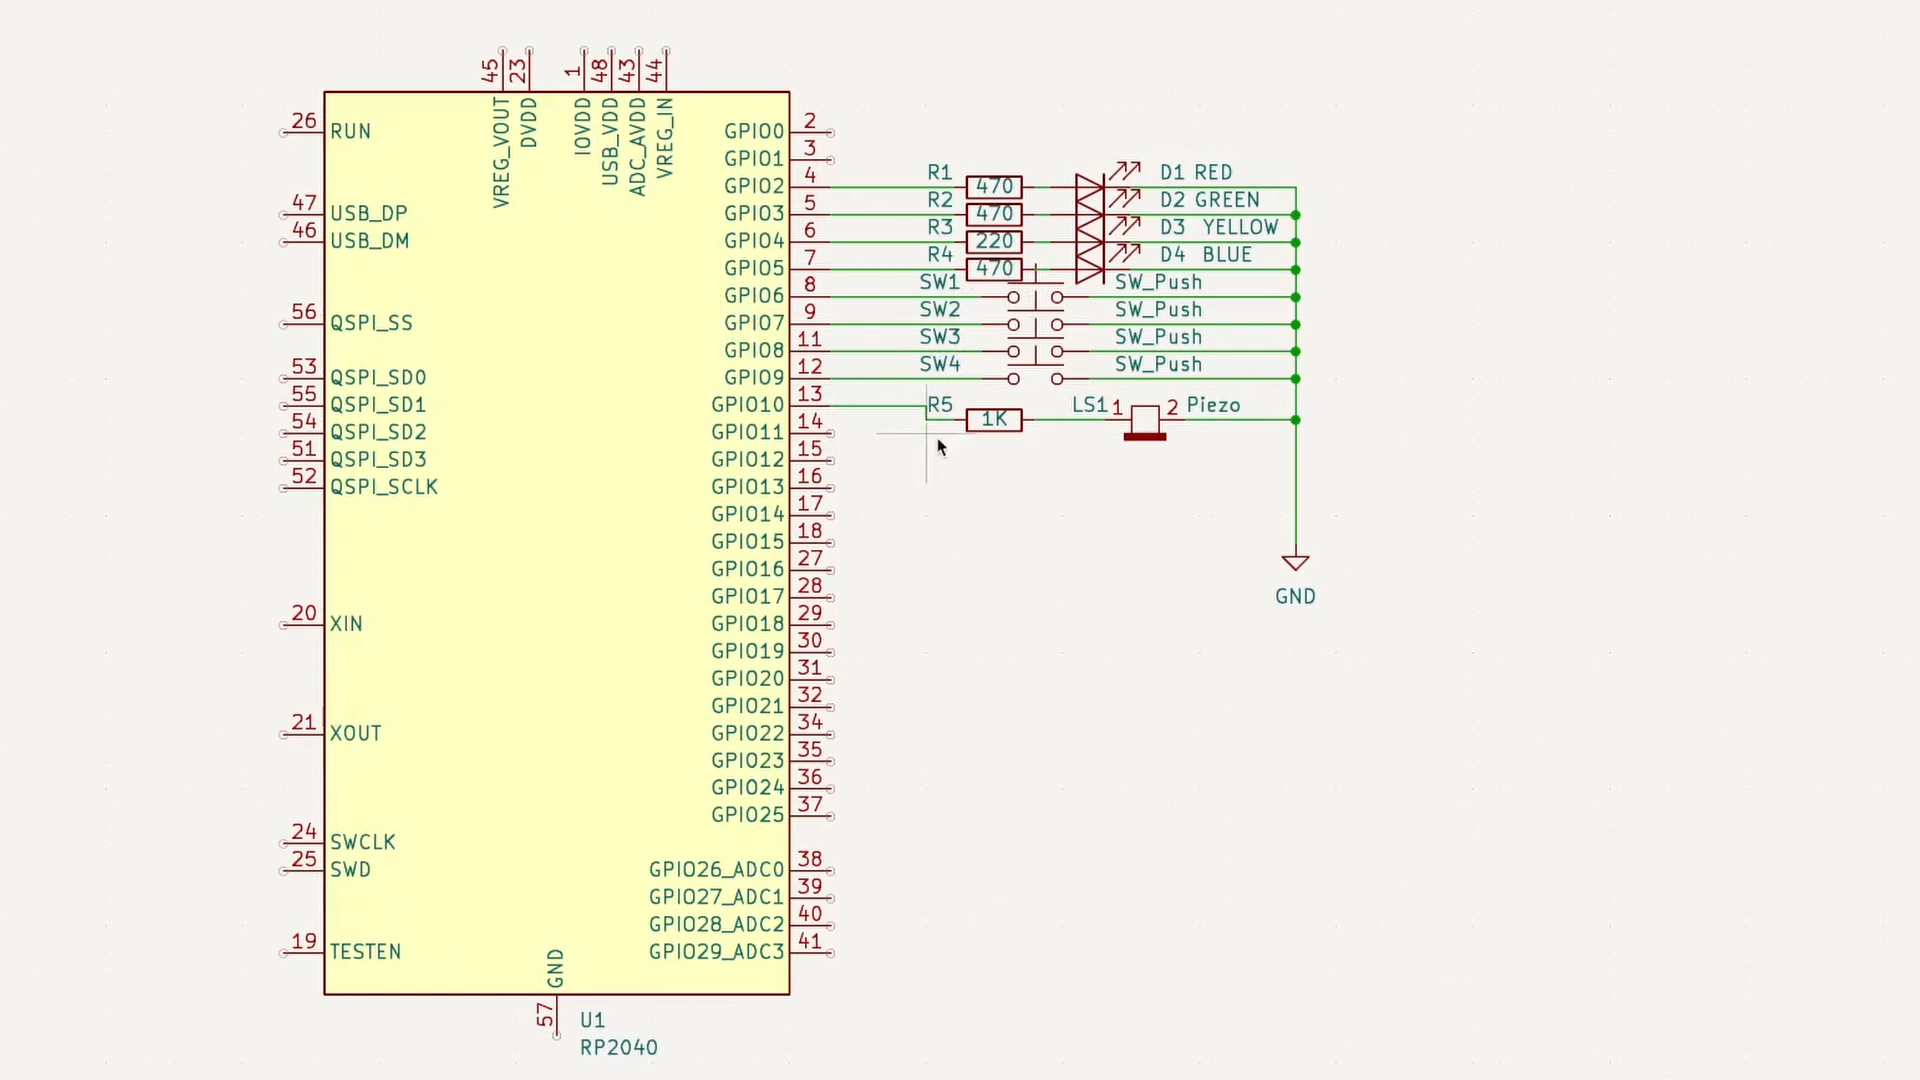 45 23 1 48 43 44
VREG_VOUT DVDD IOVDD USB_VDD ADC_AVDD VREG_IN
26 RUN GPIO0 2
GPIO1 3
GPIO2 4 R1 470 D1 RED
47 USB_DP GPIO3 5 R2 470 D2 GREEN
46 USB_DM GPIO4 6 R3 220 D3 YELLOW
GPIO5 7 R4 470 D4 BLUE
GPIO6 8 SW1 SW_Push
56 QSPI_SS GPIO7 9 SW2 SW_Push
GPIO8 11 SW3 SW_Push
53 QSPI_SD0 GPIO9 12 SW4 SW_Push
55 QSPI_SD1 GPIO10 13 R5 1K LS1 1 2 Piezo
54 QSPI_SD2 GPIO11 14
51 QSPI_SD3 GPIO12 15
52 QSPI_SCLK GPIO13 16
GPIO14 17
GPIO15 18
GPIO16 27
GPIO17 28
GND
20 XIN GPIO18 29
GPIO19 30
GPIO20 31
GPIO21 32
21 XOUT GPIO22 34
GPIO23 35
GPIO24 36
GPIO25 37
24 SWCLK
25 SWD GPIO26_ADC0 38
GPIO27_ADC1 39
GPIO28_ADC2 40
19 TESTEN GPIO29_ADC3 41
GND
57
U1
RP2040